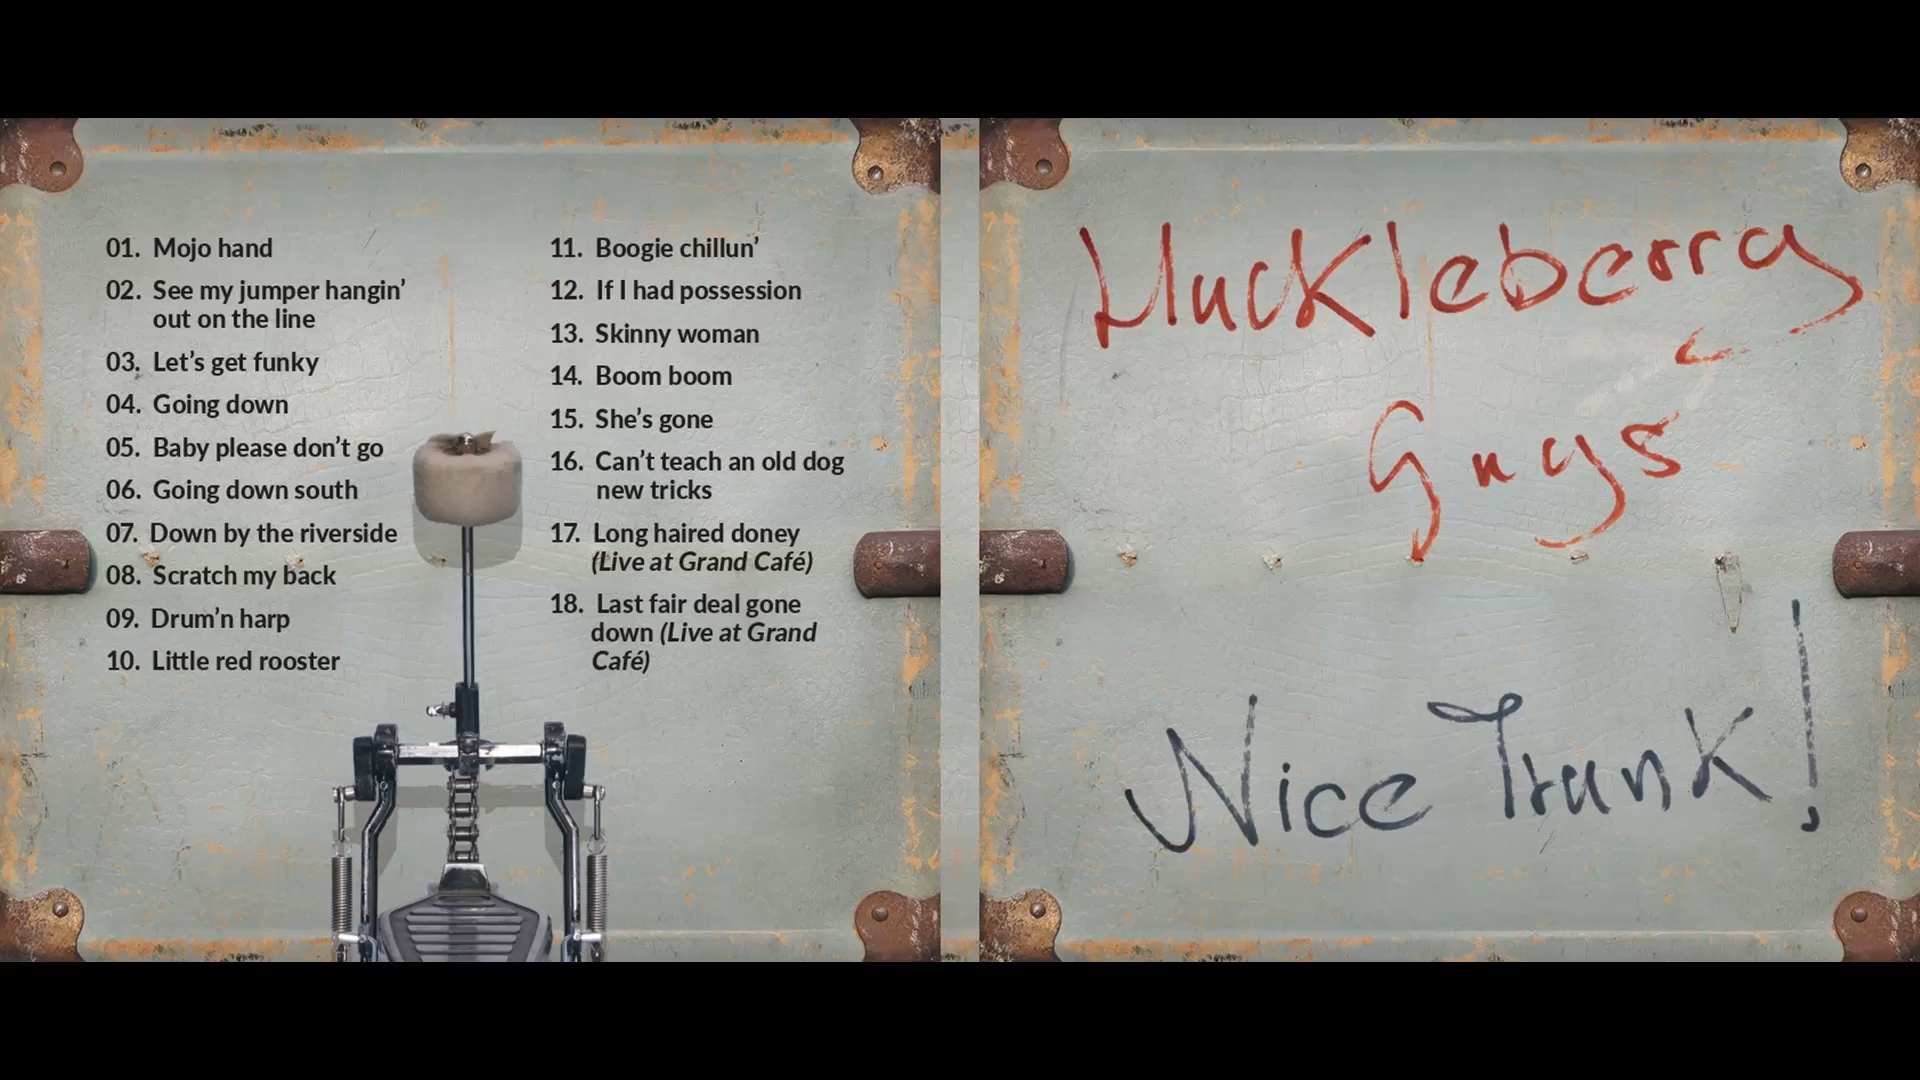 01. Mojo hand
02. See my jumper hangin’
out on the line
03. Let’s get funky
04. Going down
05. Baby please don’t go
06. Going down south
07. Down by the riverside
08. Scratch my back
09. Drum’n harp
10. Little red rooster
11. Boogie chillun’
12. If I had possession
13. Skinny woman
14. Boom boom
15. She’s gone
16. Can’t teach an old dog
new tricks
17. Long haired doney
(Live at Grand Café)
18. Last fair deal gone
down (Live at Grand
Café)
Huckleberry
Guys
Nice Trunk!